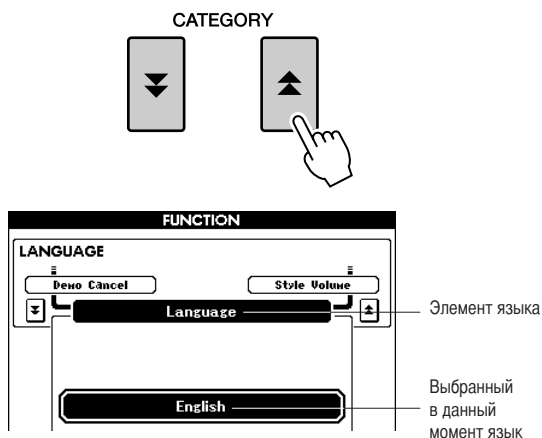 CATEGORY
FUNCTION
LANGUAGE
Demo Cancel
Style Volume
Language
Элемент языка
English
Выбранный
в данный
момент язык